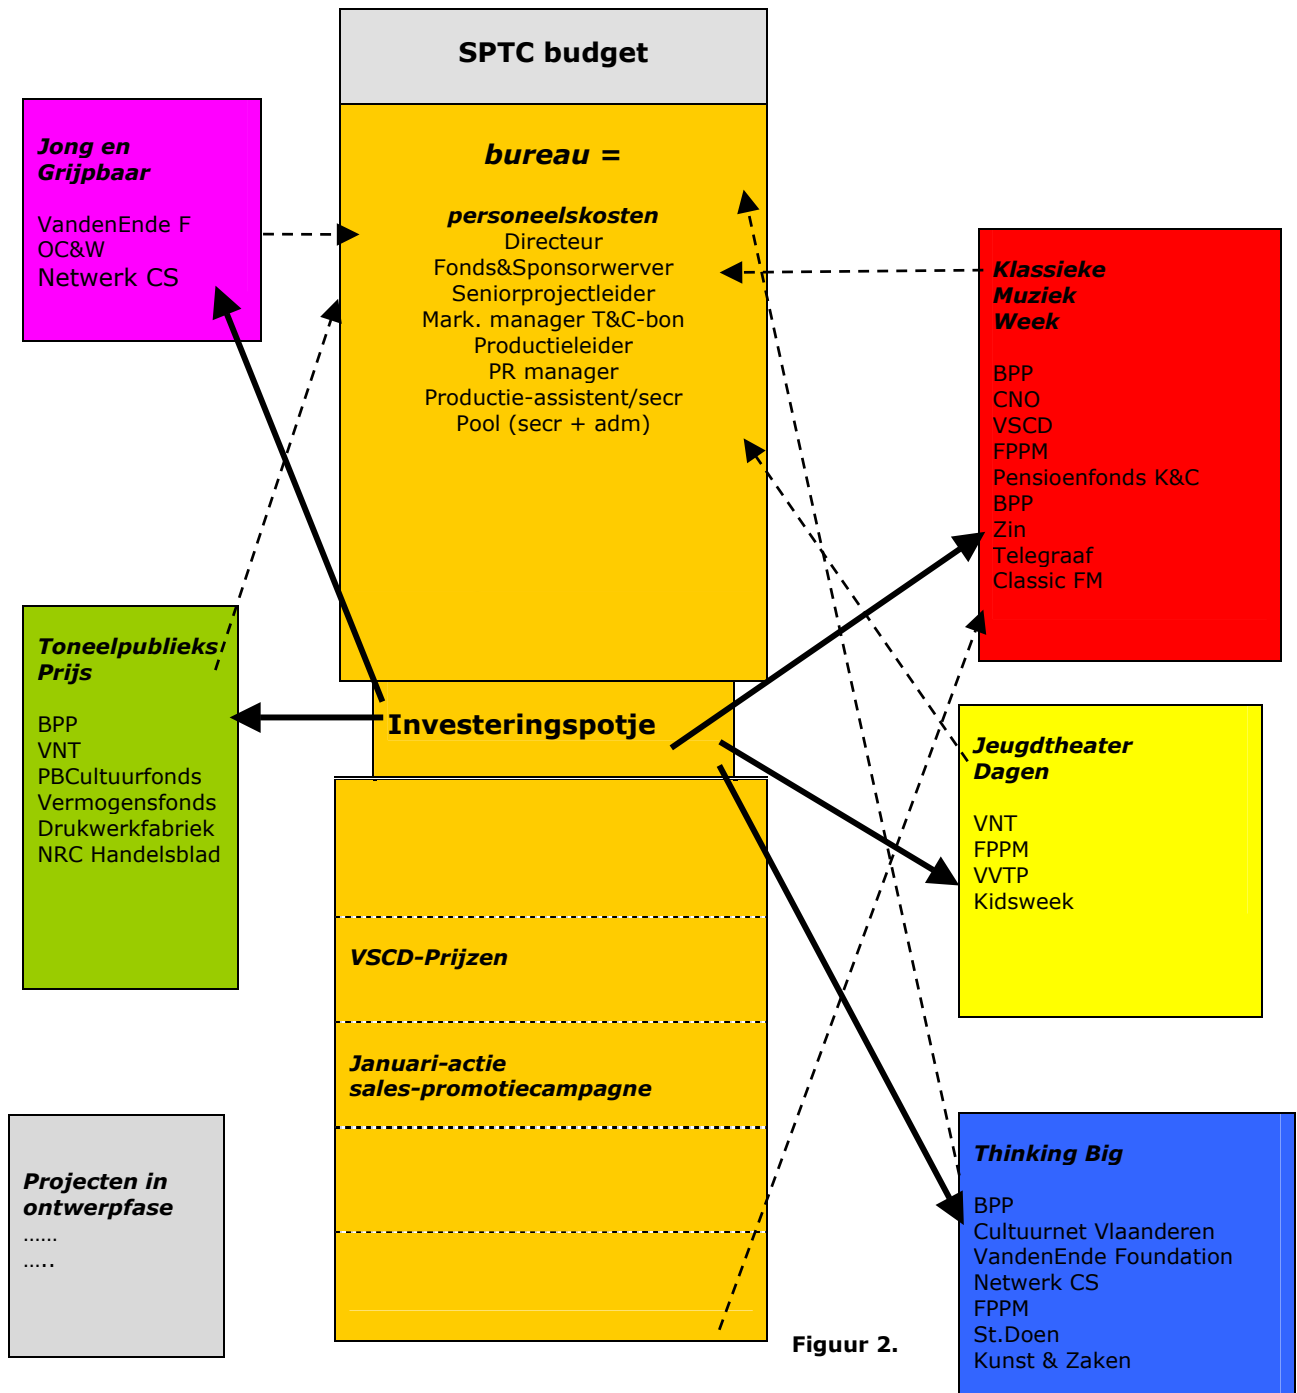 SPTC budget
bureau =
personeelskosten
Directeur
Fonds&Sponsorwerver
Seniorprojectleider
Mark. manager T&C-bon
Productieleider
PR manager
Productie-assistent/secr
Pool (secr + adm)
Jong en
Grijpbaar
VandenEnde F
OC&W
Netwerk CS
Klassieke
Muziek
Week
BPP
CNO
VSCD
FPPM
Pensioenfonds K&C
BPP
Zin
Telegraaf
Classic FM
Toneelpublieks
Prijs
BPP
VNT
PBCultuurfonds
Vermogensfonds
Drukwerkfabriek
NRC Handelsblad
Investeringspotje
Jeugdtheater
Dagen
VNT
FPPM
VVTP
Kidsweek
VSCD-Prijzen
Januari-actie
sales-promotiecampagne
Projecten in
ontwerpfase
......
.....
Thinking Big
BPP
Cultuurnet Vlaanderen
VandenEnde Foundation
Netwerk CS
FPPM
St.Doen
Kunst & Zaken
Figuur 2.